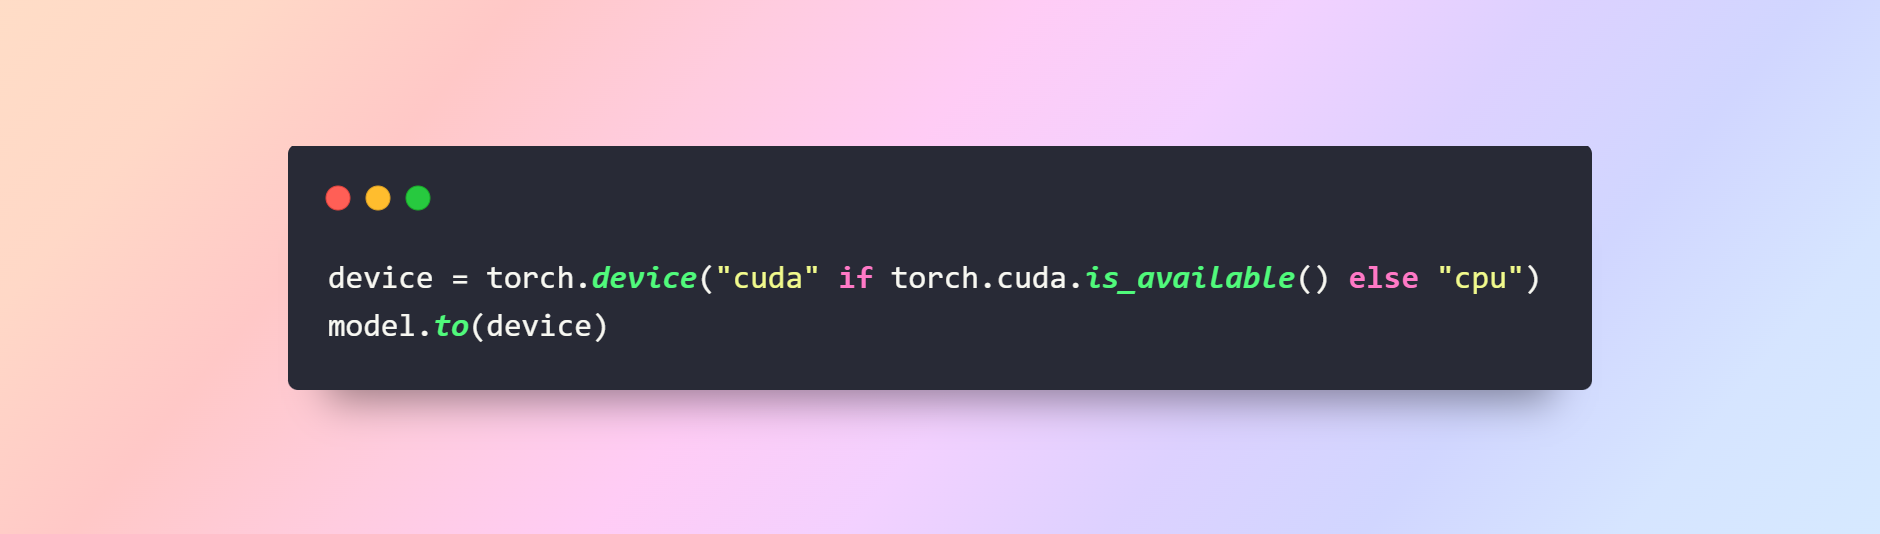 device = torch.device("cuda" if torch.cuda.is_available() else "cpu")
model.to(device)